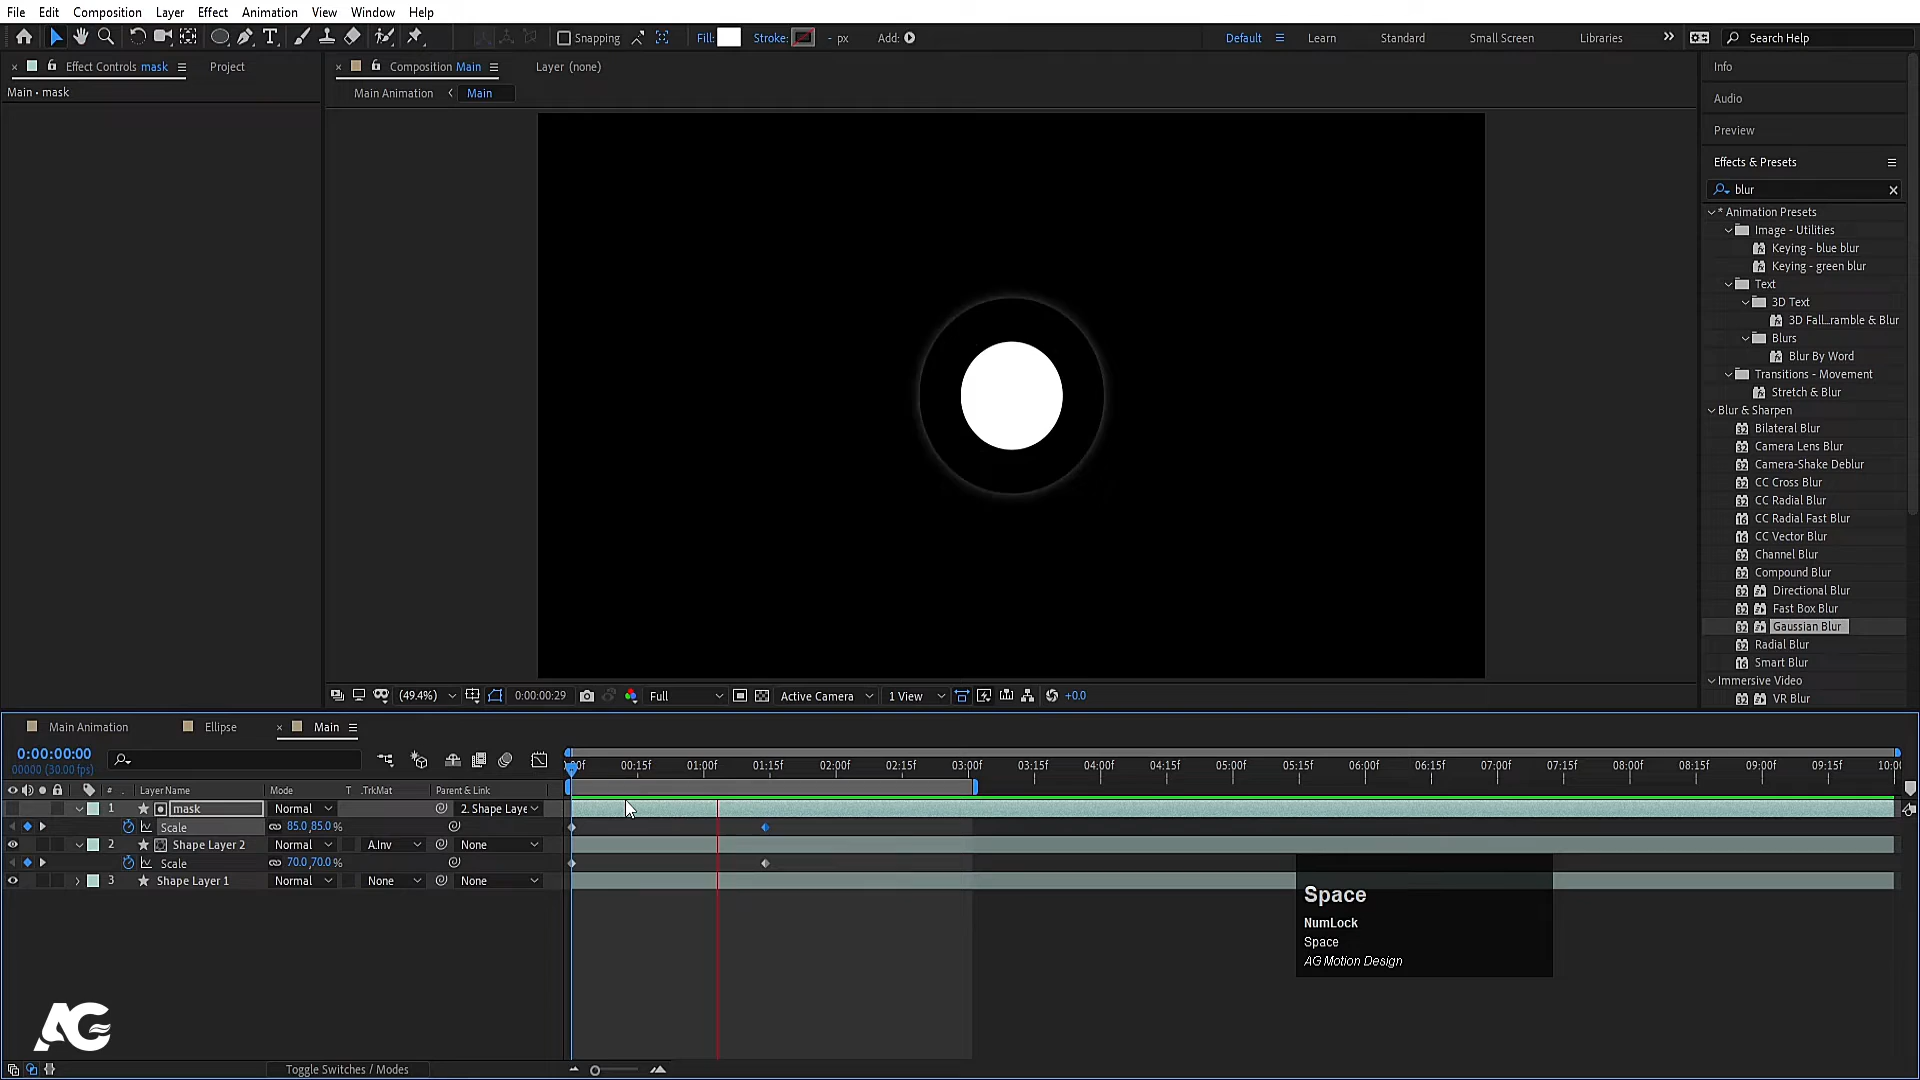 File Edit Composition Layer Effect Animation View Window Help
Snapping Fill: Stroke: - px Add: Default Learn Standard Small Screen Libraries Search Help
Effect Controls mask Project Composition Main Layer (none) Info
Main • mask Main Animation Main
Audio
Preview
Effects & Presets
blur
* Animation Presets
Image - Utilities
Keying - blue blur
Keying - green blur
Text
3D Text
3D Fall...ramble & Blur
Blurs
Blur By Word
Transitions - Movement
Stretch & Blur
Blur & Sharpen
Bilateral Blur
Camera Lens Blur
Camera-Shake Deblur
CC Cross Blur
CC Radial Blur
CC Radial Fast Blur
CC Vector Blur
Channel Blur
Compound Blur
Directional Blur
Fast Box Blur
Gaussian Blur
Radial Blur
Smart Blur
Immersive Video
VR Blur
(49.4%) 0:00:00:29 Full Active Camera 1 View +0.0
Main Animation Ellipse Main
0:00:00:00
00000 (30.00 fps)
:00f 00:15f 01:00f 01:15f 02:00f 02:15f 03:00f 03:15f 04:00f 04:15f 05:00f 05:15f 06:00f 06:15f 07:00f 07:15f 08:00f 08:15f 09:00f 09:15f 10:00
# Layer Name Mode T .TrkMat Parent & Link
1 mask Normal 2. Shape Laye
Scale 85.0,85.0 %
2 Shape Layer 2 Normal A.Inv None
Scale 70.0,70.0 %
3 Shape Layer 1 Normal None None
Space
NumLock
Space
AG Motion Design
AG
Toggle Switches / Modes